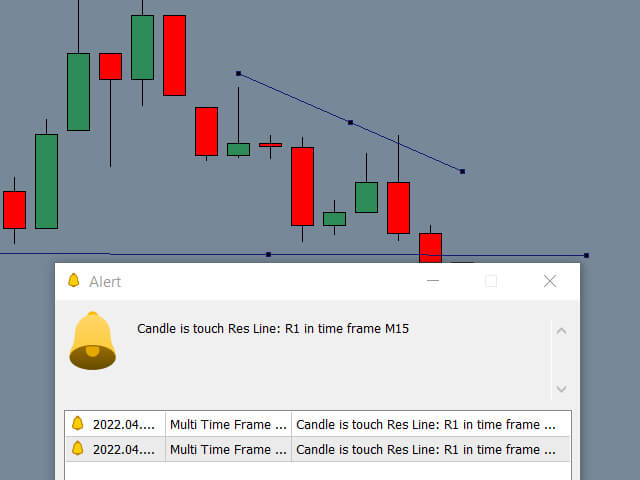 Alert
Candle is touch Res Line: R1 in time frame M15
2022.04.... Multi Time Frame ... Candle is touch Res Line: R1 in time frame ...
2022.04.... Multi Time Frame ... Candle is touch Res Line: R1 in time frame ...